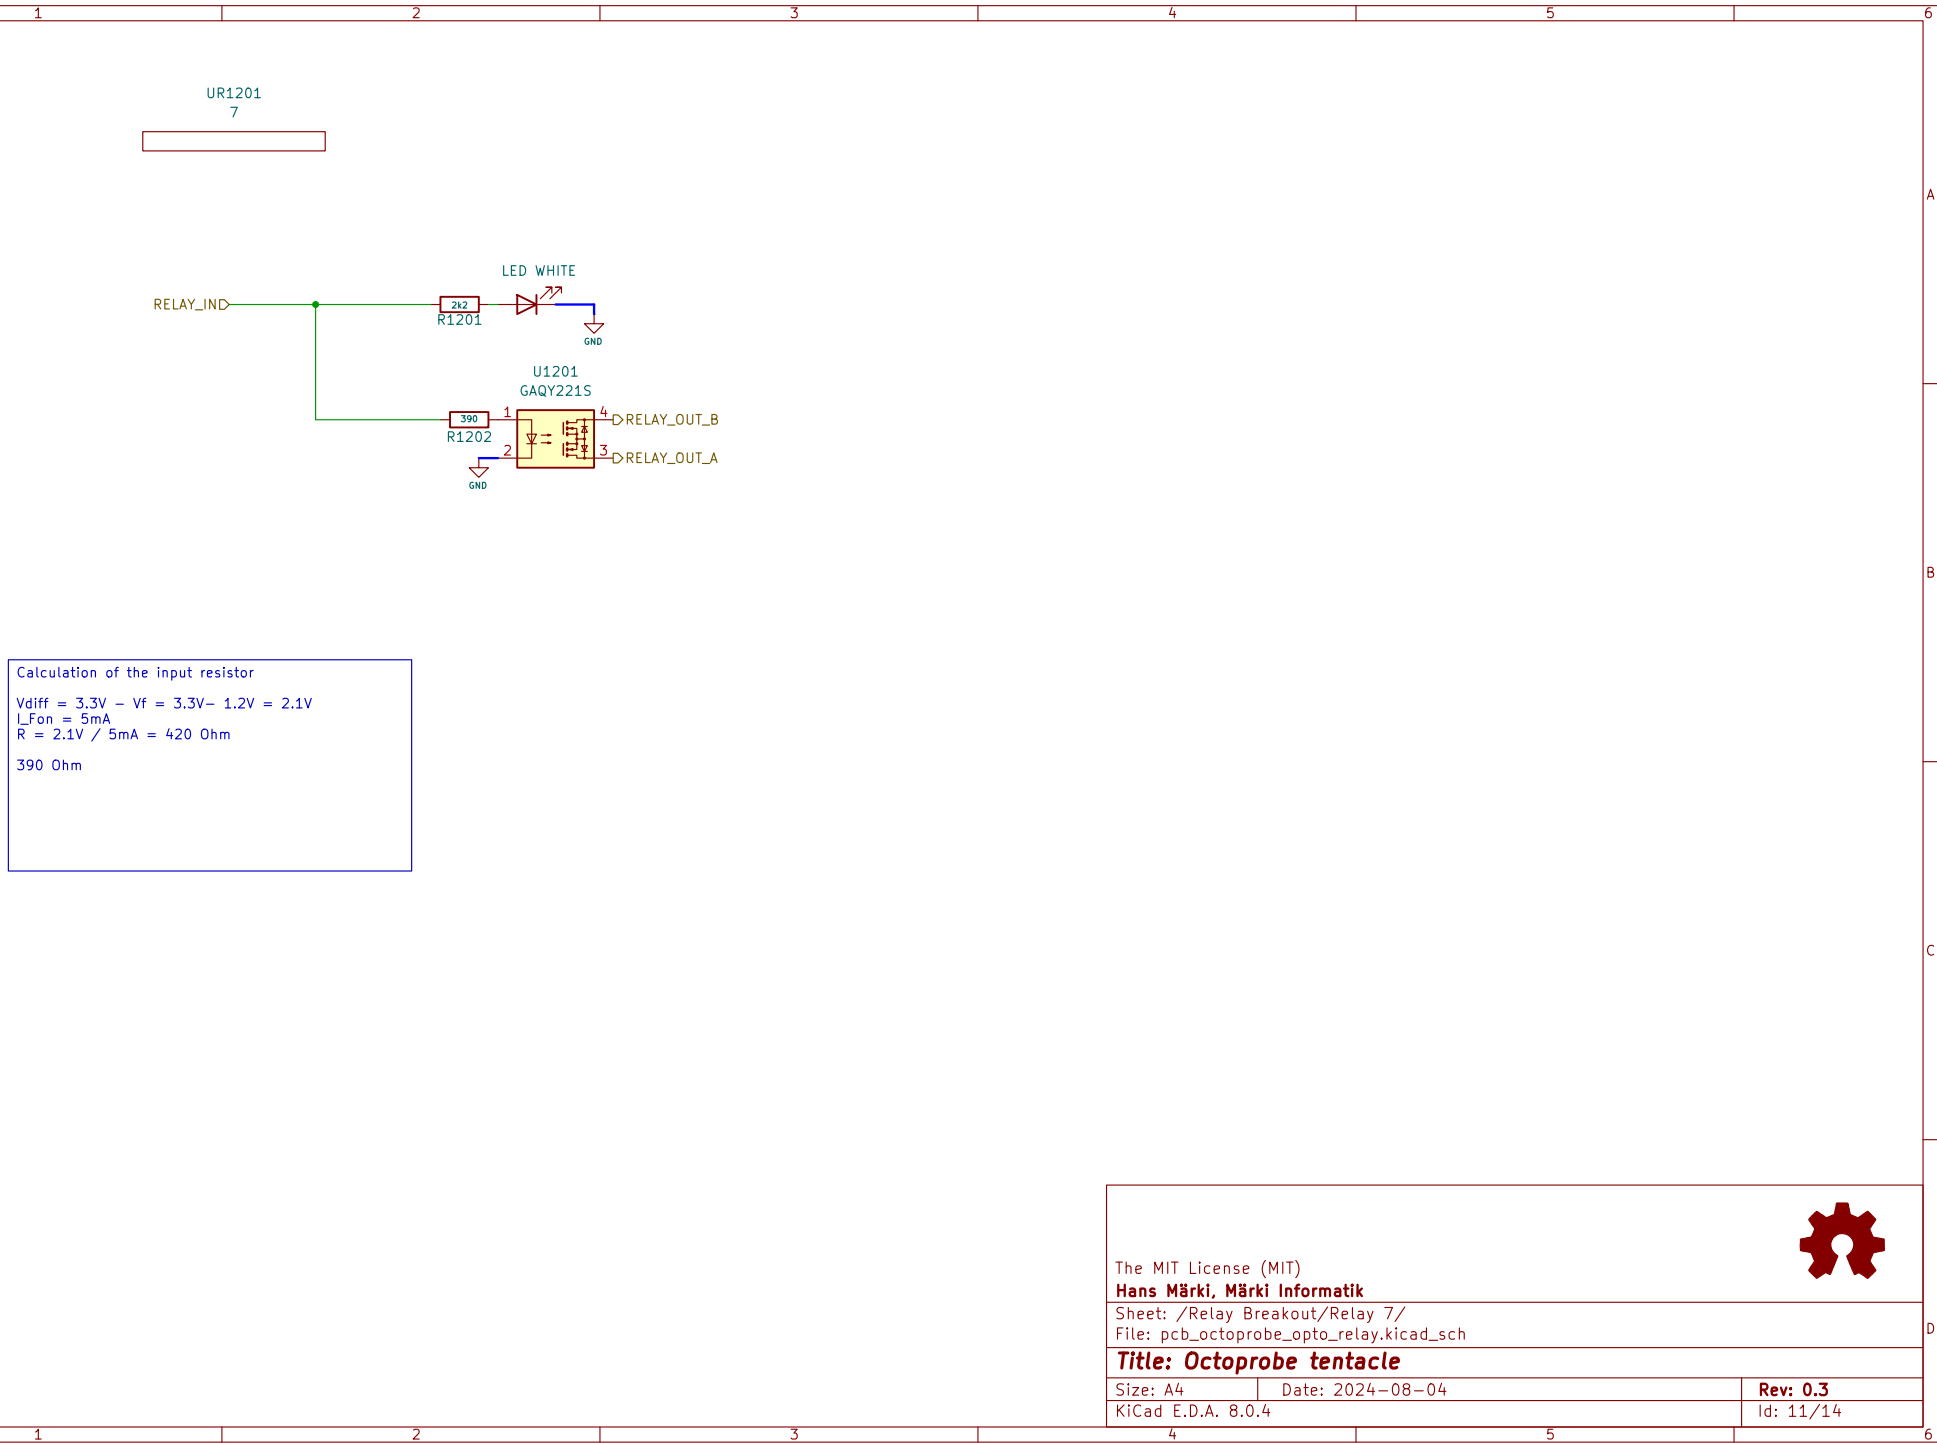 1 2 3 4 5 6
UR1201
7
A
LED WHITE
RELAY_IN
2k2
R1201
GND
U1201
GAQY221S
1
390
4
RELAY_OUT_B
R1202
2
3
RELAY_OUT_A
GND
B
Calculation of the input resistor
Vdiff = 3.3V - Vf = 3.3V- 1.2V = 2.1V
I_Fon = 5mA
R = 2.1V / 5mA = 420 Ohm
390 Ohm
C
The MIT License (MIT)
Hans Märki, Märki Informatik
Sheet: /Relay Breakout/Relay 7/
File: pcb_octoprobe_opto_relay.kicad_sch
D
Title: Octoprobe tentacle
Size: A4 Date: 2024-08-04 Rev: 0.3
KiCad E.D.A. 8.0.4 Id: 11/14
1 2 3 4 5 6